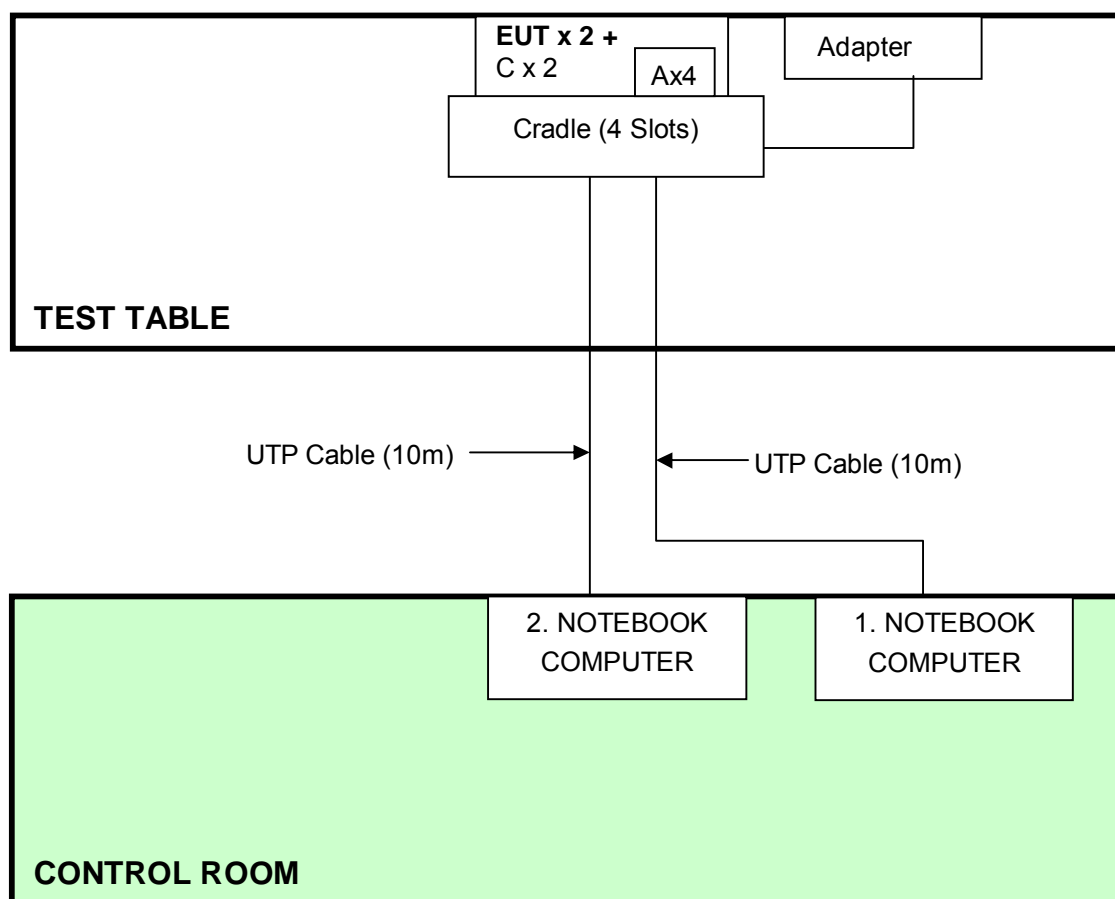 EUT x 2 +
C x 2
Ax4
Adapter
Cradle (4 Slots)
TEST TABLE
UTP Cable (10m)
UTP Cable (10m)
2. NOTEBOOK
COMPUTER
1. NOTEBOOK
COMPUTER
CONTROL ROOM